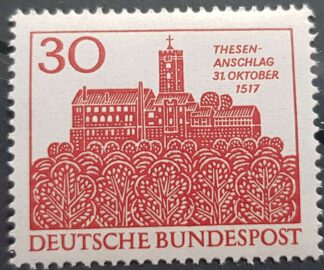 30
THESEN-
ANSCHLAG
31. OKTOBER
1517
DEUTSCHE BUNDESPOST